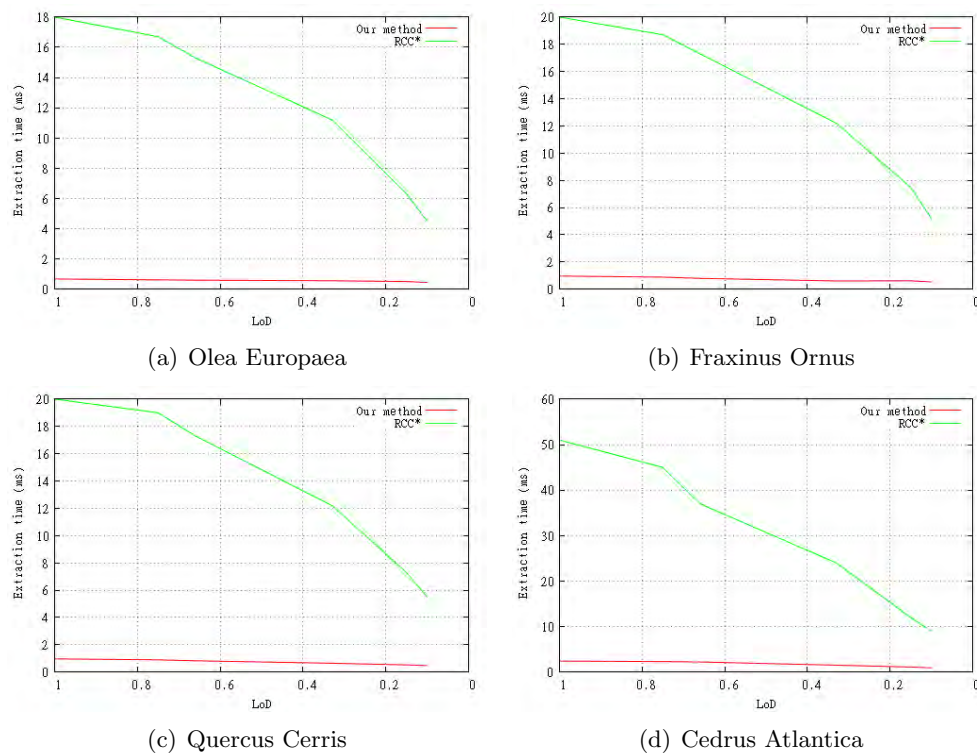 18
16
14
12
10
8
6
4
2
0
Extraction time (ms)
1 0.8 0.6 0.4 0.2 0
LoD
Our method
RCC*
(a) Olea Europaea
20
18
16
14
12
10
8
6
4
2
0
Extraction time (ms)
1 0.8 0.6 0.4 0.2 0
LoD
Our method
RCC*
(b) Fraxinus Ornus
20
18
16
14
12
10
8
6
4
2
0
Extraction time (ms)
1 0.8 0.6 0.4 0.2 0
LoD
Our method
RCC*
(c) Quercus Cerris
60
50
40
30
20
10
0
Extraction time (ms)
1 0.8 0.6 0.4 0.2 0
LoD
Our method
RCC*
(d) Cedrus Atlantica